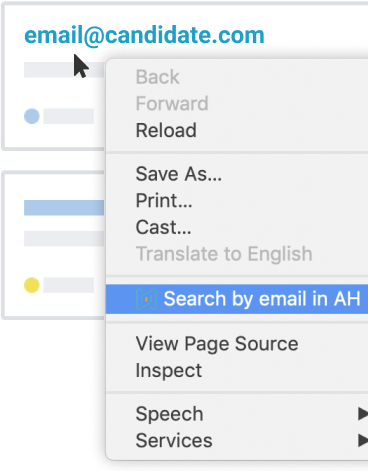 email@candidate.com
Back
Forward
Reload
Save As...
Print...
Cast...
Translate to English
Search by email in AH
View Page Source
Inspect
Speech
Services